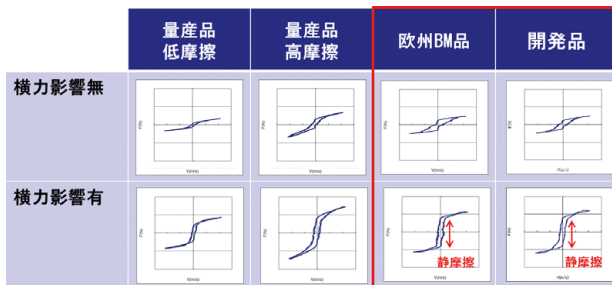 量産品
低摩擦
量産品
高摩擦
欧州BM品
開発品
横力影響無
F(N)
V(m/s)
F(N)
V(m/s)
F(N)
V(m/s)
F(N)
V(m/s)
横力影響有
F(N)
V(m/s)
F(N)
V(m/s)
F(N)
静摩擦
V(m/s)
F(N)
静摩擦
V(m/s)